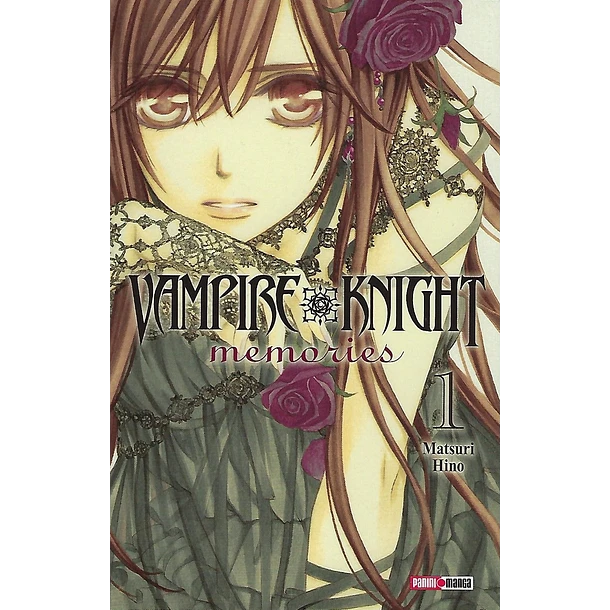 VAMPIRE KNIGHT
memories
1
Matsuri
Hino
PANINI MANGA